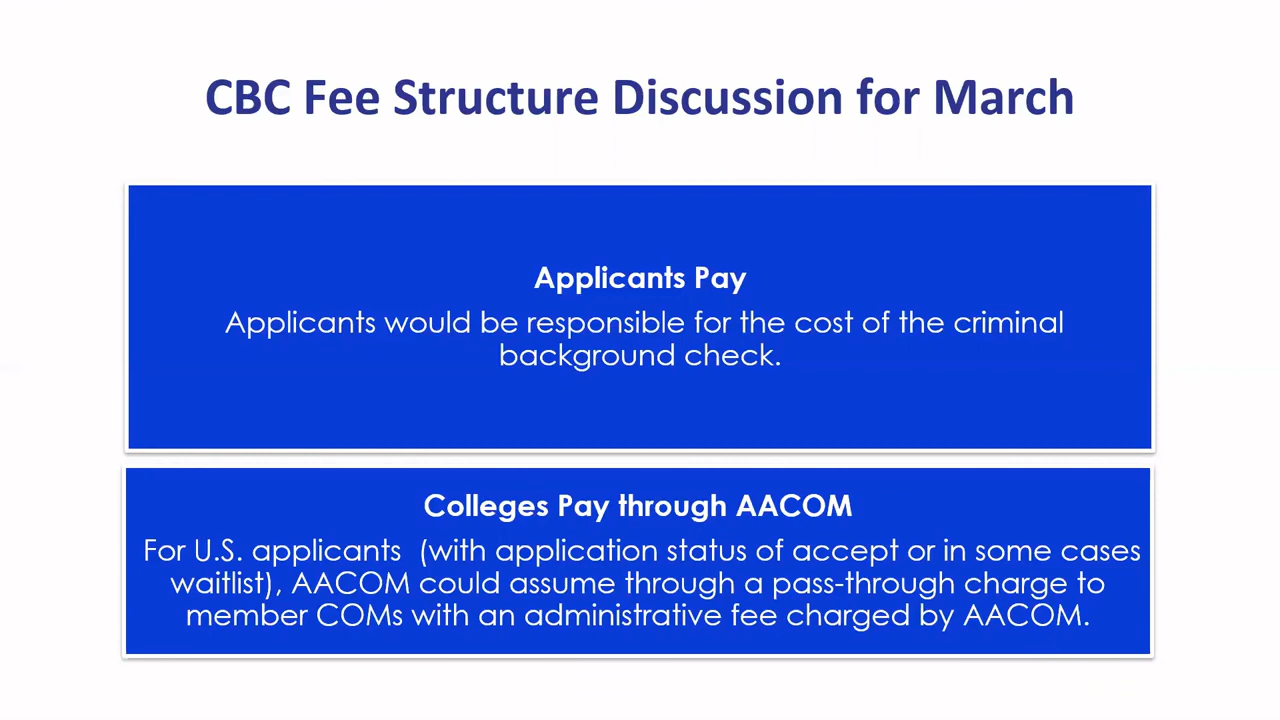 CBC Fee Structure Discussion for March
Applicants Pay
Applicants would be responsible for the cost of the criminal
background check.
Colleges Pay through AACOM
For U.S. applicants  (with application status of accept or in some cases
waitlist), AACOM could assume through a pass-through charge to
member COMs with an administrative fee charged by AACOM.